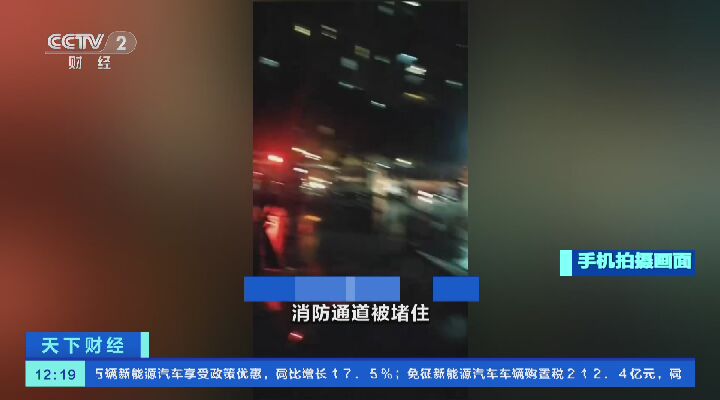 CCTV 2
财经
手机拍摄画面
消防通道被堵住
天下财经
12:19 万辆新能源汽车享受政策优惠，同比增长17.5%；免征新能源汽车车辆购置税212.4亿元，同